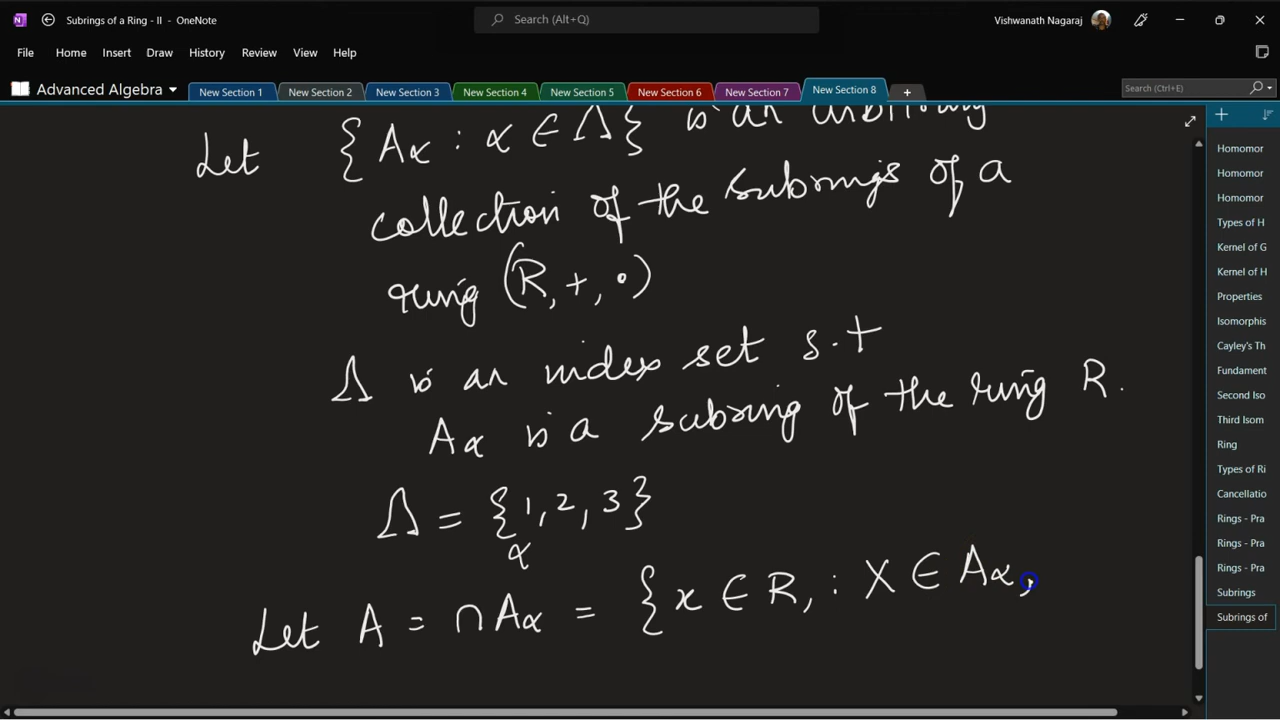 Subrings of a Ring - II - OneNote
Search (Alt+Q)
Vishwanath Nagaraj
File Home Insert Draw History Review View Help
Advanced Algebra
New Section 1 New Section 2 New Section 3 New Section 4 New Section 5 New Section 6 New Section 7 New Section 8 +
Search (Ctrl+E)
Let {Aα : α ∈ Λ} is an arbitrary
collection of the subrings of a
ring (R, +, •)
Λ is an index set s.t
Aα is a subring of the ring R.
Λ = {1, 2, 3}
α
Let A = ∩Aα = {x ∈ R, : X ∈ Aα,
Homomor
Homomor
Homomor
Types of H
Kernel of G
Kernel of H
Properties
Isomorphis
Cayley's Th
Fundament
Second Iso
Third Isom
Ring
Types of Ri
Cancellatio
Rings - Pra
Rings - Pra
Rings - Pra
Subrings
Subrings of